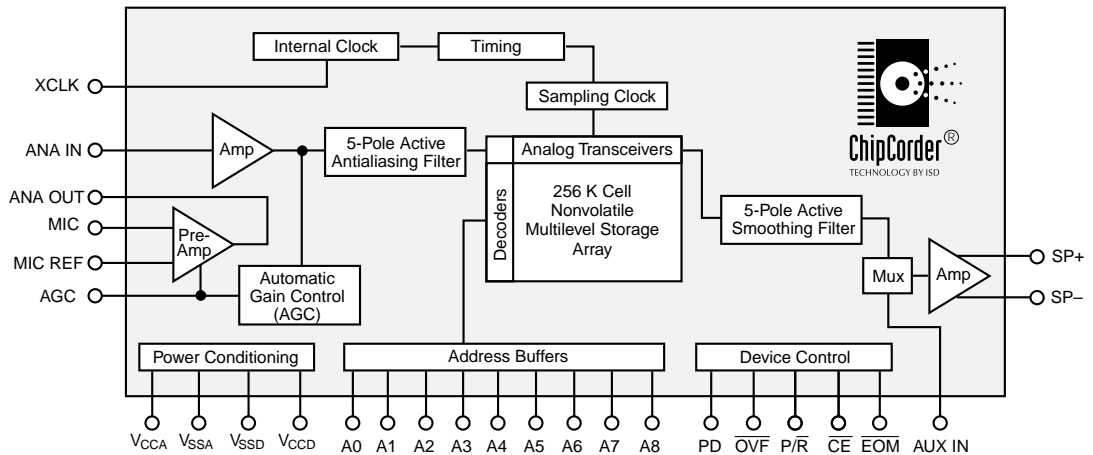 Internal Clock
Timing
XCLK
Sampling Clock
ChipCorder®
TECHNOLOGY BY ISD
ANA IN
Amp
5-Pole Active
Antialiasing Filter
Analog Transceivers
Decoders
256 K Cell
Nonvolatile
Multilevel Storage
Array
ANA OUT
MIC
MIC REF
AGC
Pre-
Amp
Automatic
Gain Control
(AGC)
5-Pole Active
Smoothing Filter
Mux
Amp
SP+
SP–
Power Conditioning
Address Buffers
Device Control
VCCA
VSSA
VSSD
VCCD
A0
A1
A2
A3
A4
A5
A6
A7
A8
PD
O̅V̅F̅
P/R̅
C̅E̅
E̅O̅M̅
AUX IN